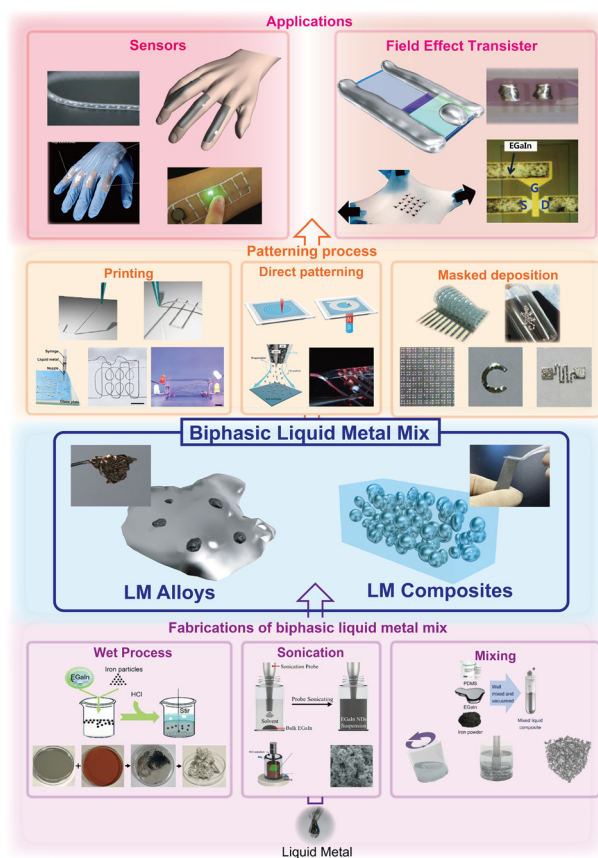 Applications
Sensors
Field Effect Transister
EGaIn
G
S
D
Patterning process
Printing
Direct patterning
Masked deposition
Syringe
Liquid metal
Nozzle
Biphasic Liquid Metal Mix
LM Alloys
LM Composites
Fabrications of biphasic liquid metal mix
Wet Process
Sonication
Mixing
EGaIn
Iron particles
HCl
Stir
Sonication Probe
Probe Sonicating
Solvent
Bulk EGaIn
EGaIn NDs
Suspension
PDMS
EGaIn
Iron powder
Well
mixed and
vacuumed
Mixed liquid
composite
Liquid Metal